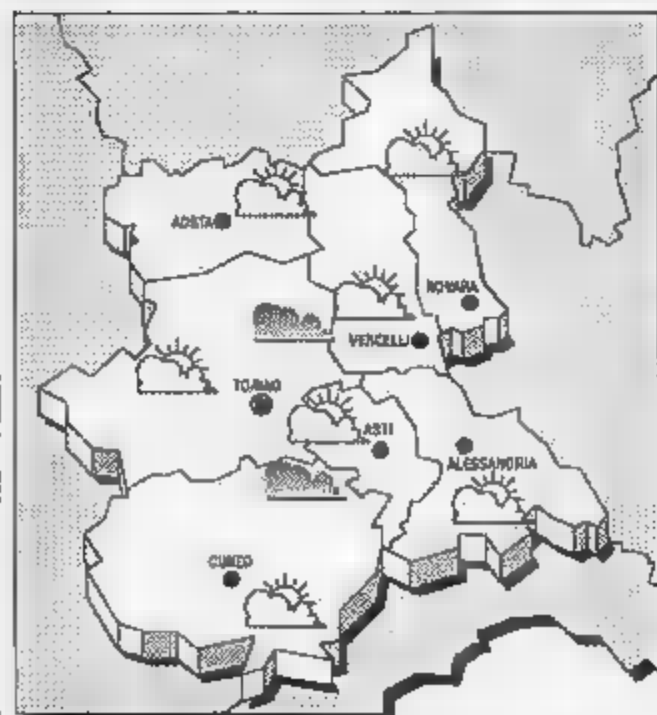 AOSTA
NOVARA
VERCELLI
TORINO
ASTI
ALESSANDRIA
CUNEO